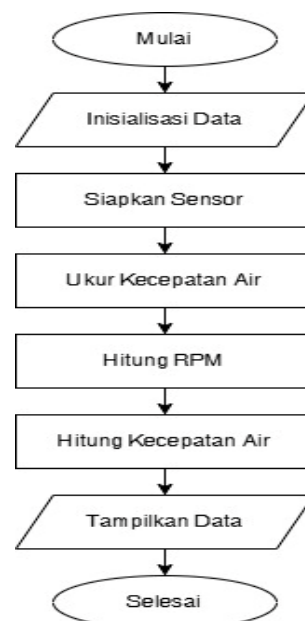 Mulai
Inisialisasi Data
Siapkan Sensor
Ukur Kecepatan Air
Hitung RPM
Hitung Kecepatan Air
Tampilkan Data
Selesai